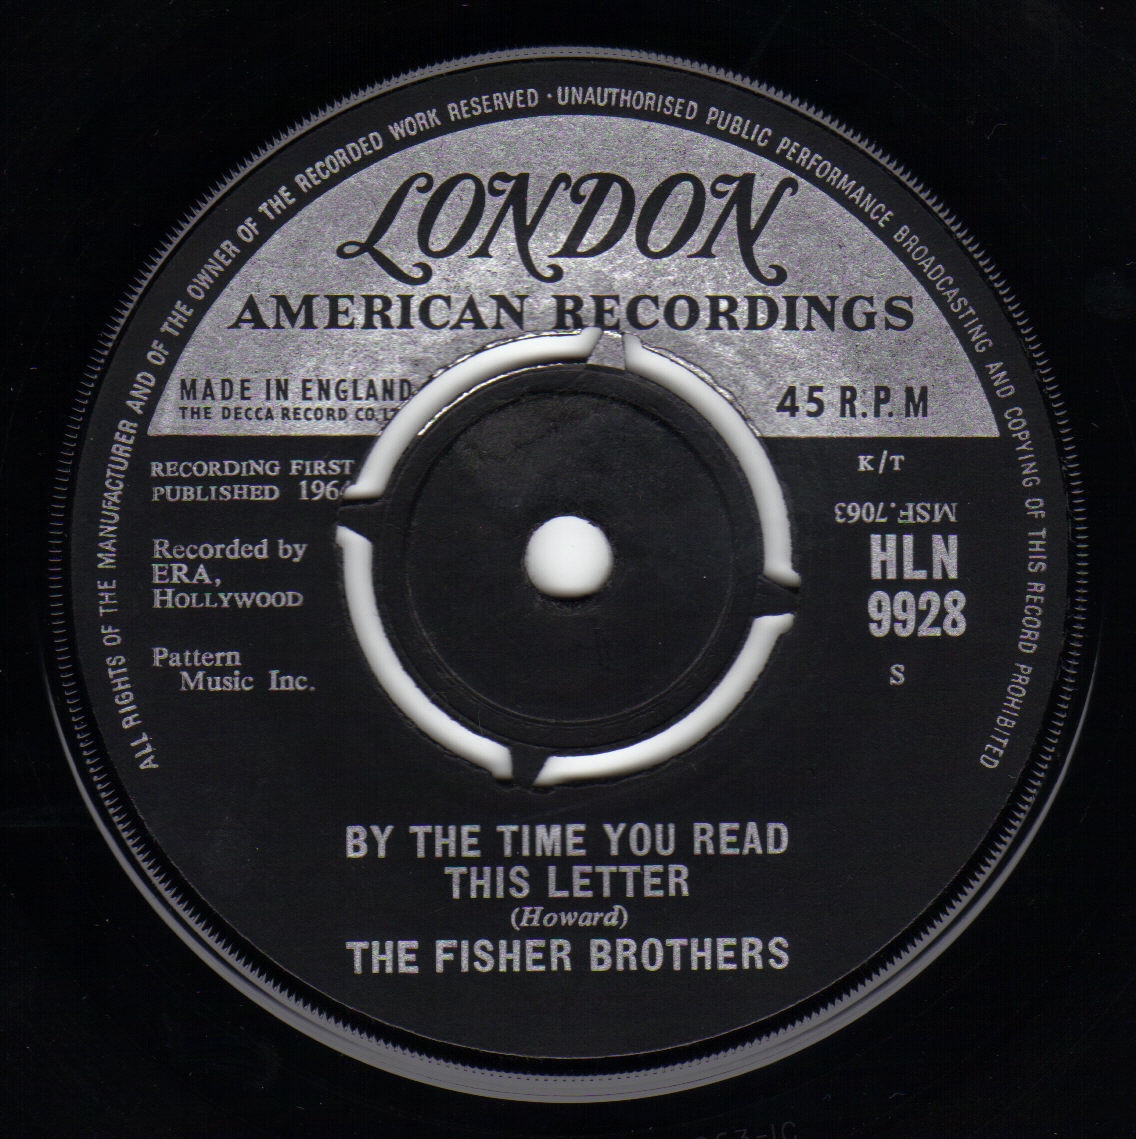 ALL RIGHTS OF THE MANUFACTURER AND OF THE OWNER OF THE RECORDED WORK RESERVED · UNAUTHORISED PUBLIC PERFORMANCE BROADCASTING AND COPYING OF THIS RECORD PROHIBITED
LONDON
AMERICAN RECORDINGS
MADE IN ENGLAND
THE DECCA RECORD CO.
45 R.P.M
RECORDING FIRST
PUBLISHED 1964
Recorded by
ERA,
HOLLYWOOD
Pattern
Music Inc.
K/T
MSF.7063
HLN
9928
S
BY THE TIME YOU READ
THIS LETTER
(Howard)
THE FISHER BROTHERS